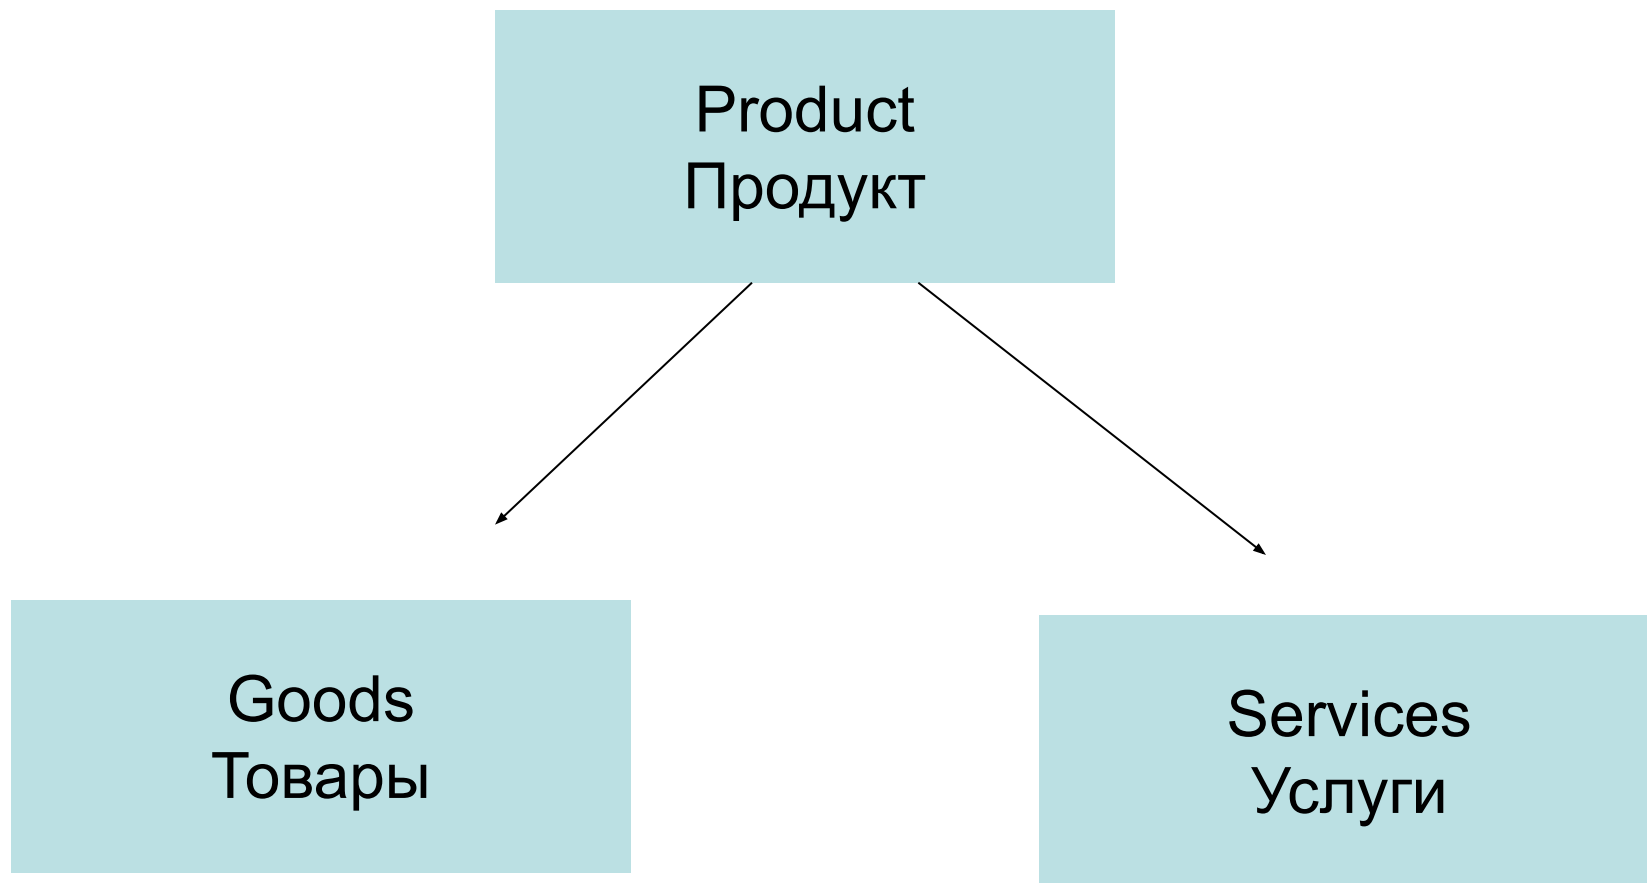 Product
Продукт
Goods
Товары
Services
Услуги